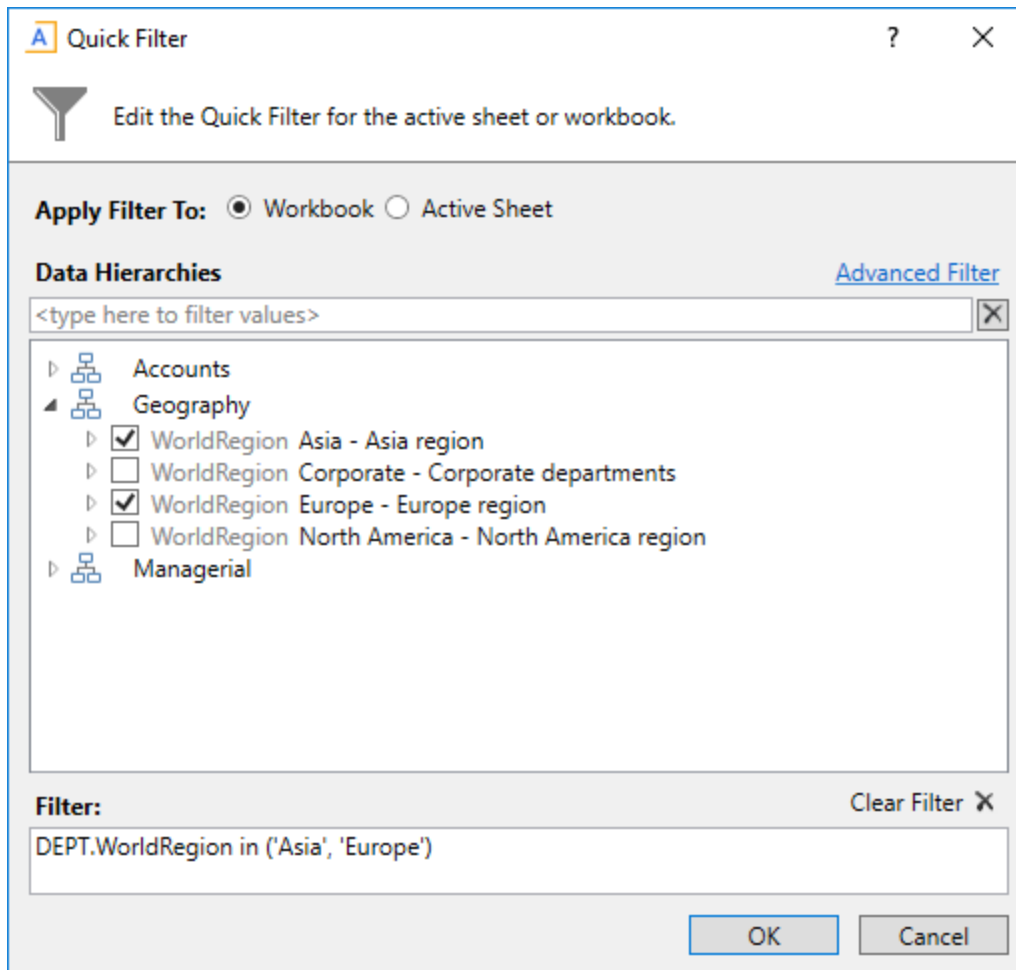 A Quick Filter ?
Edit the Quick Filter for the active sheet or workbook.
Apply Filter To: Workbook Active Sheet
Data Hierarchies Advanced Filter
<type here to filter values>
Accounts
Geography
WorldRegion Asia - Asia region
WorldRegion Corporate - Corporate departments
WorldRegion Europe - Europe region
WorldRegion North America - North America region
Managerial
Filter: Clear Filter
DEPT.WorldRegion in ('Asia', 'Europe')
OK Cancel